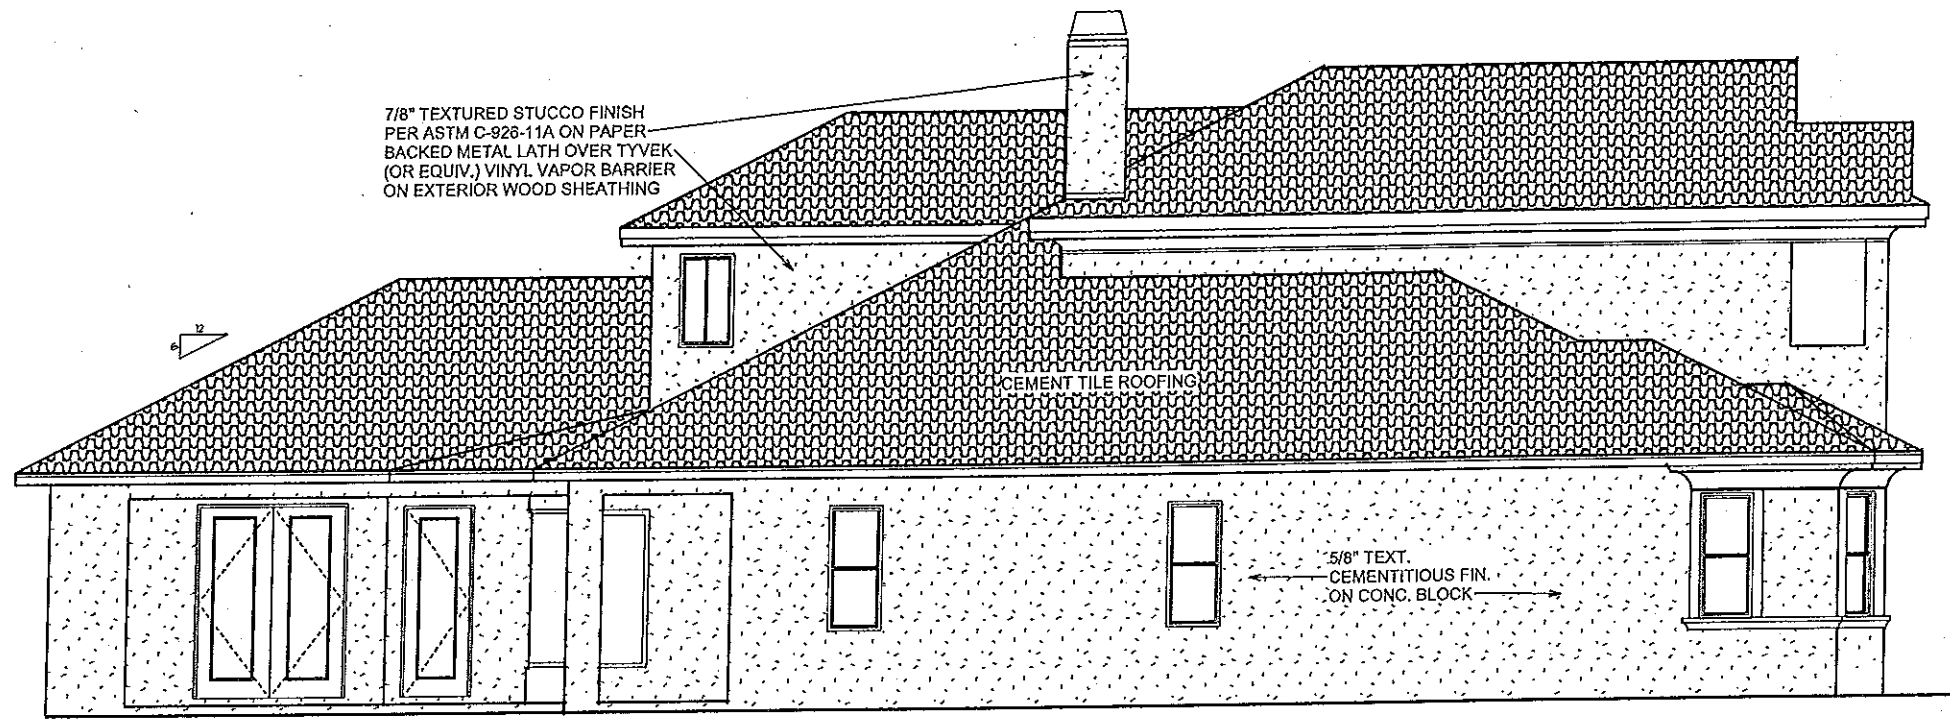 7/8" TEXTURED STUCCO FINISH
PER ASTM C-926-11A ON PAPER
BACKED METAL LATH OVER TYVEK
(OR EQUIV.) VINYL VAPOR BARRIER
ON EXTERIOR WOOD SHEATHING
12
6
CEMENT TILE ROOFING
5/8" TEXT.
CEMENTITIOUS FIN.
ON CONC. BLOCK